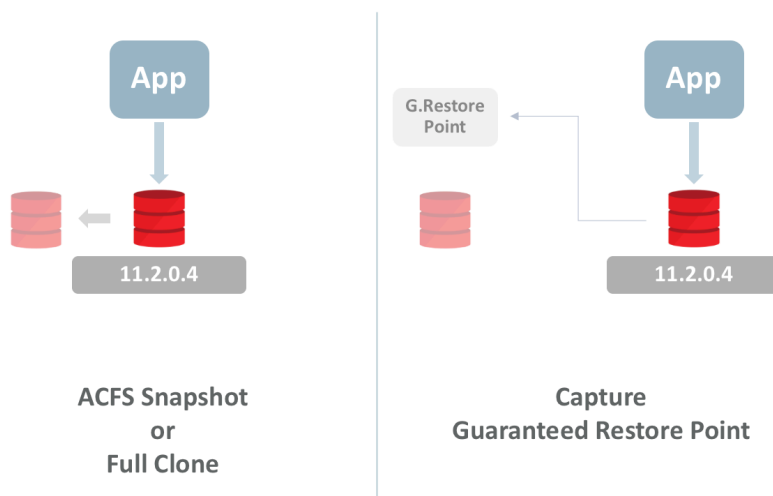 App
11.2.0.4
ACFS Snapshot
or
Full Clone
App
G.Restore
Point
11.2.0.4
Capture
Guaranteed Restore Point